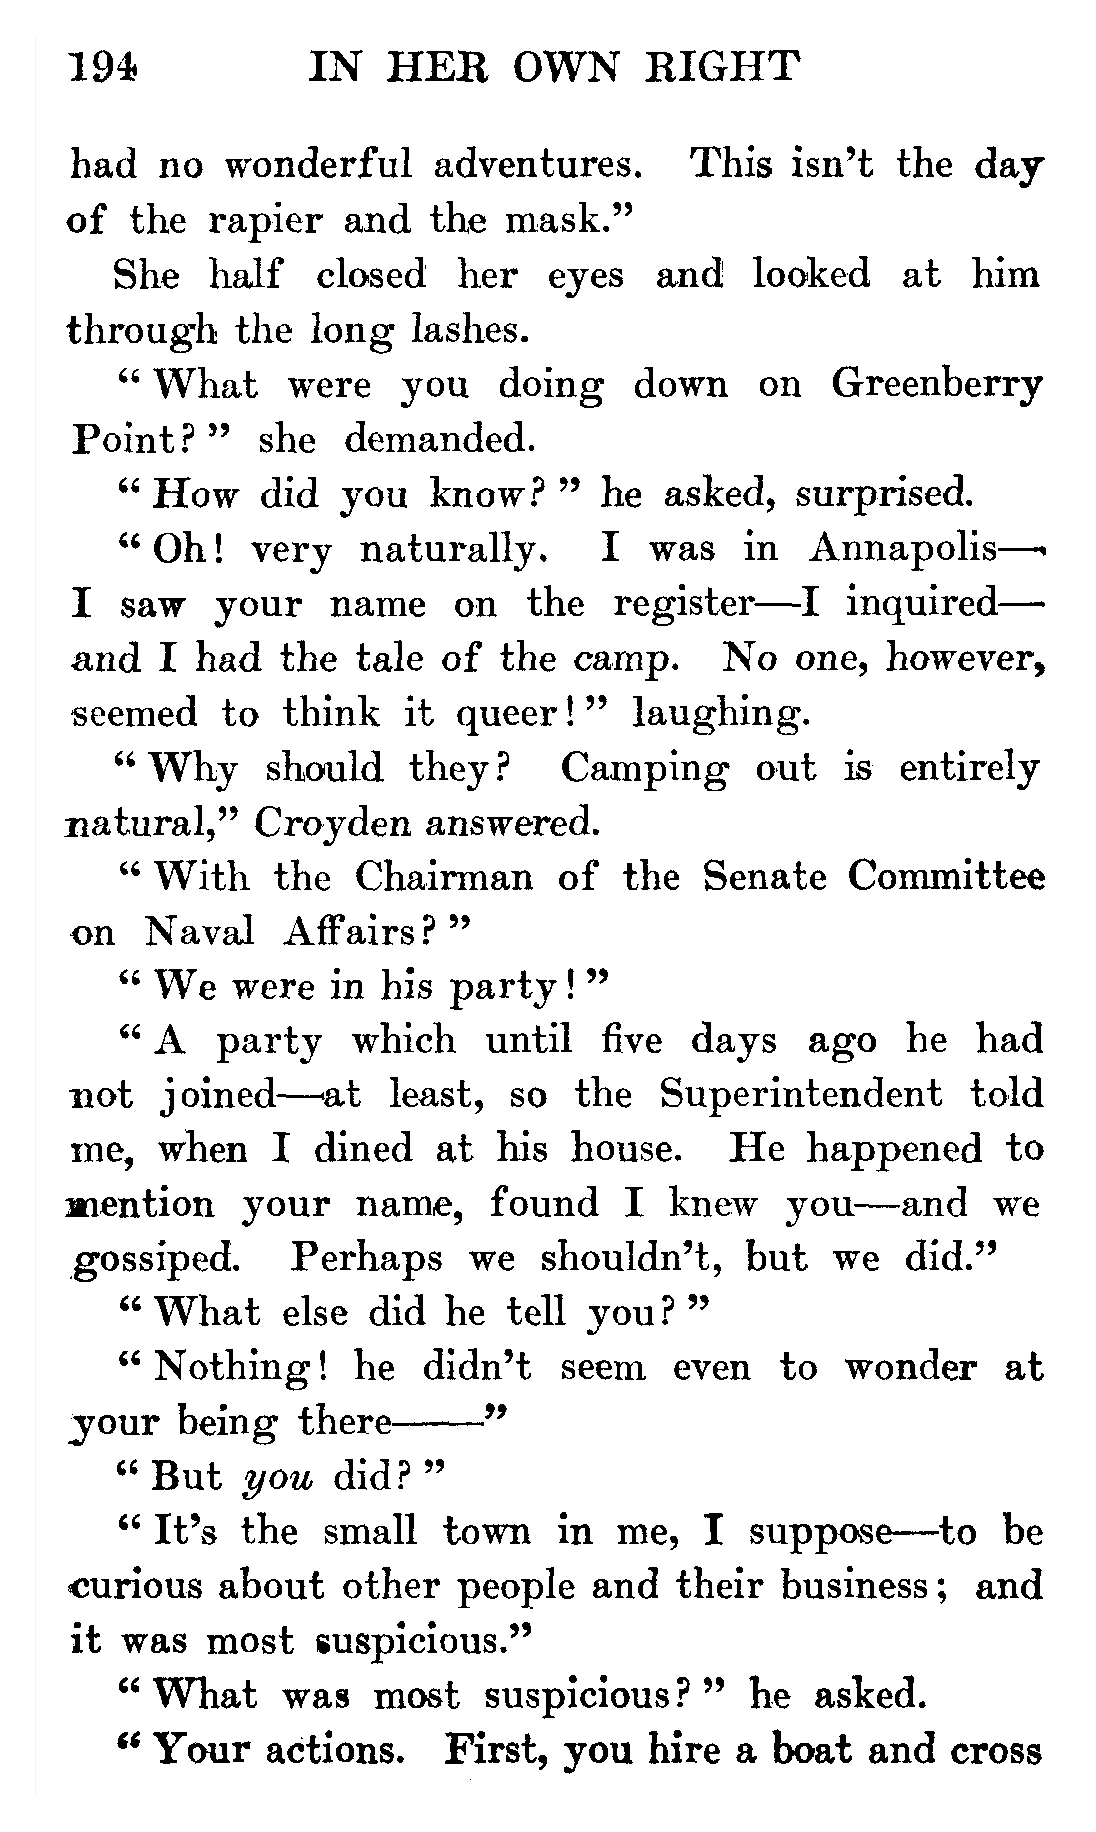 194 IN HER OWN RIGHT
had no wonderful adventures. This isn't the day
of the rapier and the mask."
She half closed her eyes and looked at him
through the long lashes.
"What were you doing down on Greenberry
Point?" she demanded.
"How did you know?" he asked, surprised.
"Oh! very naturally. I was in Annapolis—
I saw your name on the register—I inquired—
and I had the tale of the camp. No one, however,
seemed to think it queer!" laughing.
"Why should they? Camping out is entirely
natural," Croyden answered.
"With the Chairman of the Senate Committee
on Naval Affairs?"
"We were in his party!"
"A party which until five days ago he had
not joined—at least, so the Superintendent told
me, when I dined at his house. He happened to
mention your name, found I knew you—and we
gossiped. Perhaps we shouldn't, but we did."
"What else did he tell you?"
"Nothing! he didn't seem even to wonder at
your being there——"
"But you did?"
"It's the small town in me, I suppose—to be
curious about other people and their business; and
it was most suspicious."
"What was most suspicious?" he asked.
"Your actions. First, you hire a boat and cross